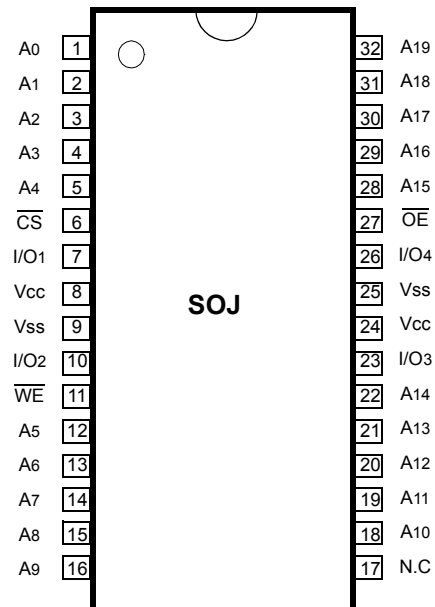 A0 1 32 A19
A1 2 31 A18
A2 3 30 A17
A3 4 29 A16
A4 5 28 A15
C̅S̅ 6 27 O̅E̅
I/O1 7 26 I/O4
Vcc 8 25 Vss
SOJ
Vss 9 24 Vcc
I/O2 10 23 I/O3
W̅E̅ 11 22 A14
A5 12 21 A13
A6 13 20 A12
A7 14 19 A11
A8 15 18 A10
A9 16 17 N.C